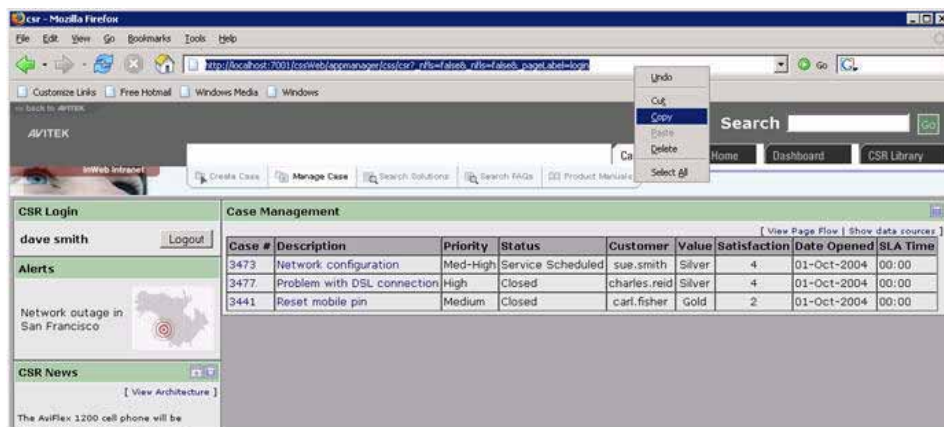 csr - Mozilla Firefox
File Edit View Go Bookmarks Tools Help
http://localhost:7001/cssWeb/appmanager/css/csr?_nfls=false&_nfls=false&_pageLabel=login
Go
Customize Links Free Hotmail Windows Media Windows
Undo
Cut
Copy
Paste
Delete
Select All
<< back to AVITEK
AVITEK
Search Go
Ca Home Dashboard CSR Library
inWeb Intranet
Create Case Manage Case Search Solutions Search FAQs Product Manuals
CSR Login
dave smith Logout
Alerts
Network outage in
San Francisco
CSR News
[ View Architecture ]
The AviFlex 1200 cell phone will be
Case Management
[ View Page Flow | Show data sources ]
Case # Description Priority Status Customer Value Satisfaction Date Opened SLA Time
3473 Network configuration Med-High Service Scheduled sue.smith Silver 4 01-Oct-2004 00:00
3477 Problem with DSL connection High Closed charles.reid Silver 4 01-Oct-2004 00:00
3441 Reset mobile pin Medium Closed carl.fisher Gold 2 01-Oct-2004 00:00